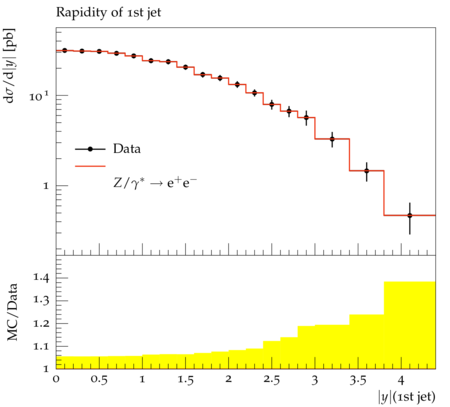 Rapidity of 1st jet
dσ/d|y| [pb]
10¹
1
Data
Z/γ* → e⁺e⁻
MC/Data
1.4
1.3
1.2
1.1
1
0 0.5 1 1.5 2 2.5 3 3.5 4
|y|(1st jet)